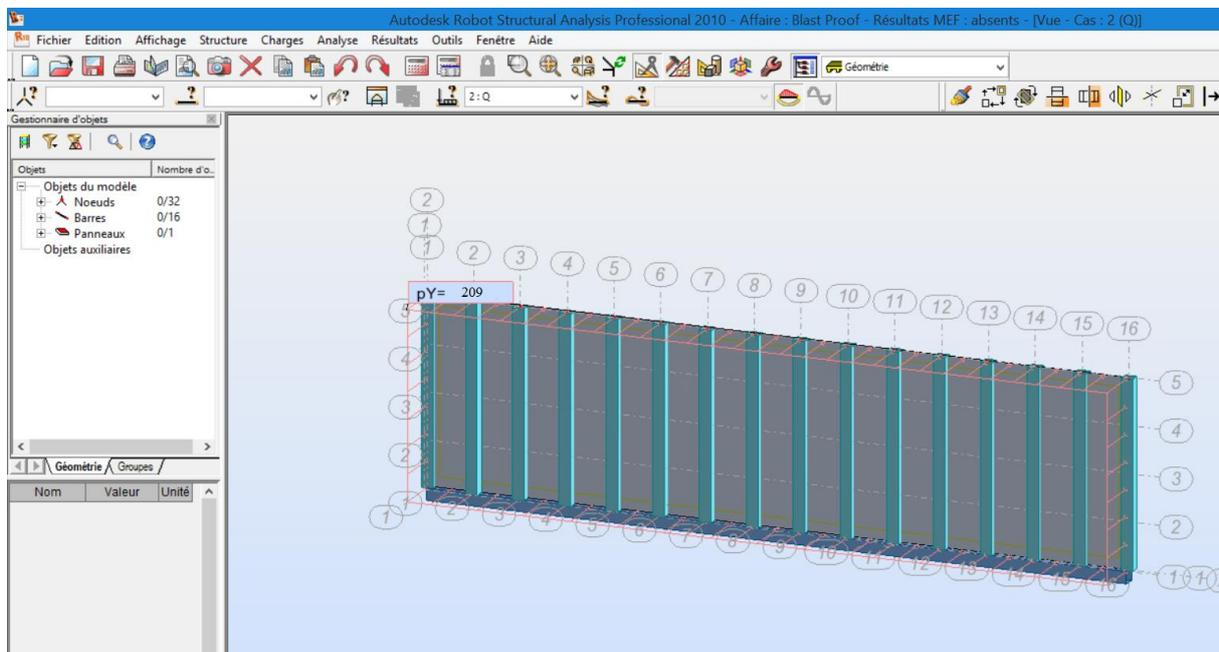 Autodesk Robot Structural Analysis Professional 2010 - Affaire : Blast Proof - Résultats MEF : absents - [Vue - Cas : 2 (Q)]
Fichier Edition Affichage Structure Charges Analyse Résultats Outils Fenêtre Aide
Géométrie
2 : Q
Gestionnaire d'objets
Objets Nombre d'o...
Objets du modèle
Noeuds 0/32
Barres 0/16
Panneaux 0/1
Objets auxiliaires
Géométrie Groupes
Nom Valeur Unité
2
1
1 2 3 4 5 6 7 8 9 10 11 12 13 14 15 16
pY= 209
5 5
4 4
3 3
2 2
1 1 1
1 2 3 4 5 6 7 8 9 10 11 12 13 14 15 16